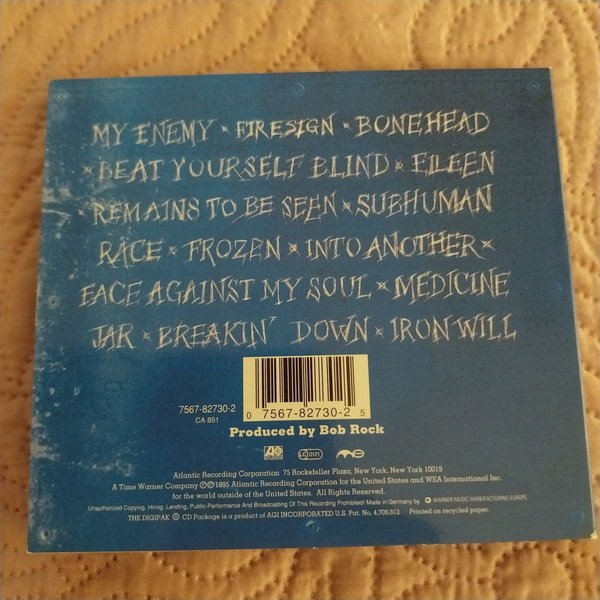 MY ENEMY * FIRESIGN * BONEHEAD
* BEAT YOURSELF BLIND * EILEEN
* REMAINS TO BE SEEN * SUBHUMAN
RACE * FROZEN * INTO ANOTHER *
FACE AGAINST MY SOUL * MEDICINE
JAR * BREAKIN' DOWN * IRON WILL
7567-82730-2
CA 851
0 7567-82730-2 5
Produced by Bob Rock
LC 0121
Atlantic Recording Corporation 75 Rockefeller Plaza, New York, New York 10019
A Time Warner Company ℗©1995 Atlantic Recording Corporation for the United States and WEA International Inc.
for the world outside of the United States. All Rights Reserved.
Unauthorized Copying, Hiring, Lending, Public-Performance And Broadcasting Of This Recording Prohibited! Made in Germany by WARNER MUSIC MANUFACTURING EUROPE
THE DIGIPAK CD Package is a product of AGI INCORPORATED U.S. Pat. No. 4,709,812 Printed on recycled paper.